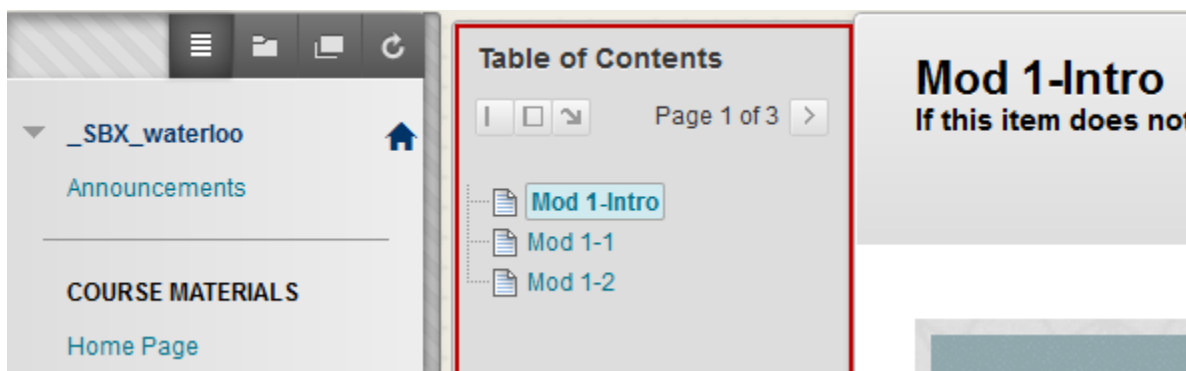 _SBX_waterloo
Announcements
COURSE MATERIALS
Home Page
Table of Contents
Page 1 of 3
Mod 1-Intro
Mod 1-1
Mod 1-2
Mod 1-Intro
If this item does not